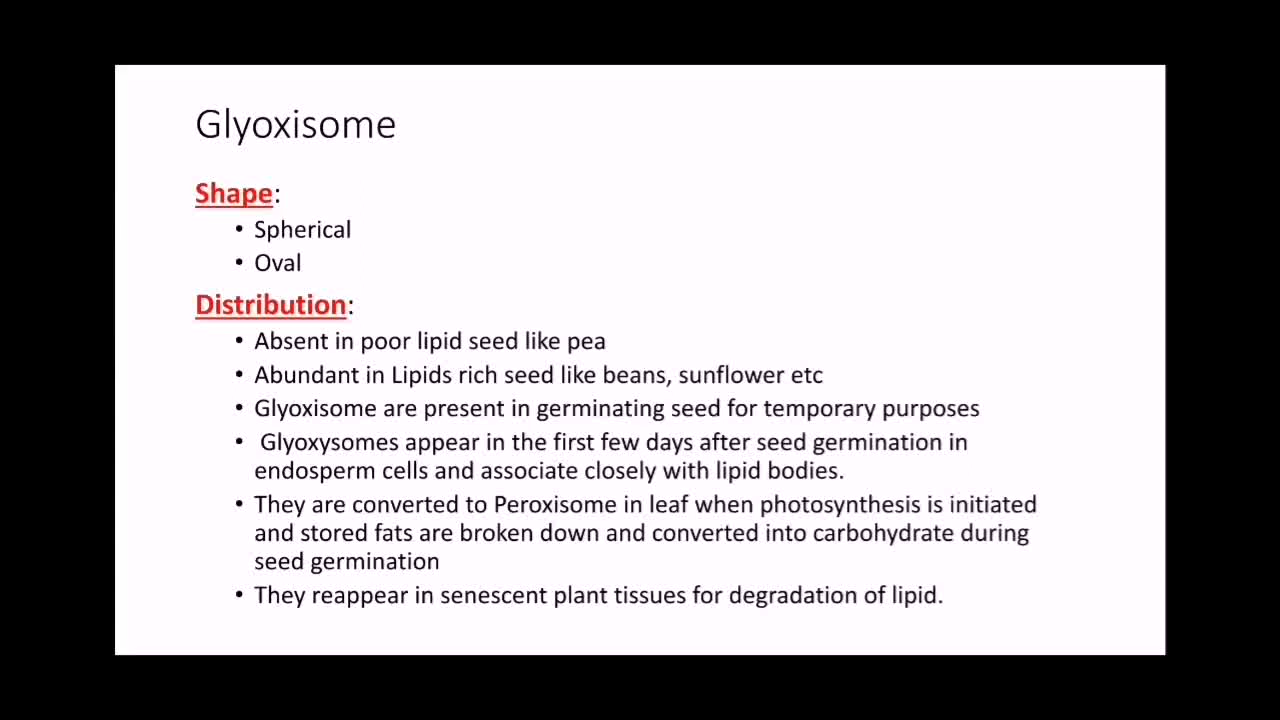 Glyoxisome
Shape:
• Spherical
• Oval
Distribution:
• Absent in poor lipid seed like pea
• Abundant in Lipids rich seed like beans, sunflower etc
• Glyoxisome are present in germinating seed for temporary purposes
• Glyoxysomes appear in the first few days after seed germination in
endosperm cells and associate closely with lipid bodies.
• They are converted to Peroxisome in leaf when photosynthesis is initiated
and stored fats are broken down and converted into carbohydrate during
seed germination
• They reappear in senescent plant tissues for degradation of lipid.